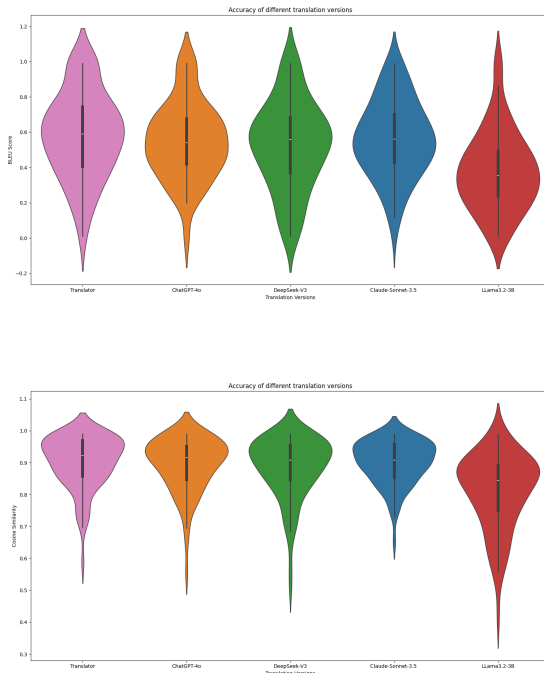 Accuracy of different translation versions
1.2
1.0
0.8
0.6
0.4
0.2
0.0
−0.2
BLEU Score
Translator ChatGPT-4o DeepSeek-V3 Claude-Sonnet-3.5 LLama3.2-3B
Translation Versions
Accuracy of different translation versions
1.1
1.0
0.9
0.8
0.7
0.6
0.5
0.4
0.3
Cosine Similarity
Translator ChatGPT-4o DeepSeek-V3 Claude-Sonnet-3.5 LLama3.2-3B
Translation Versions